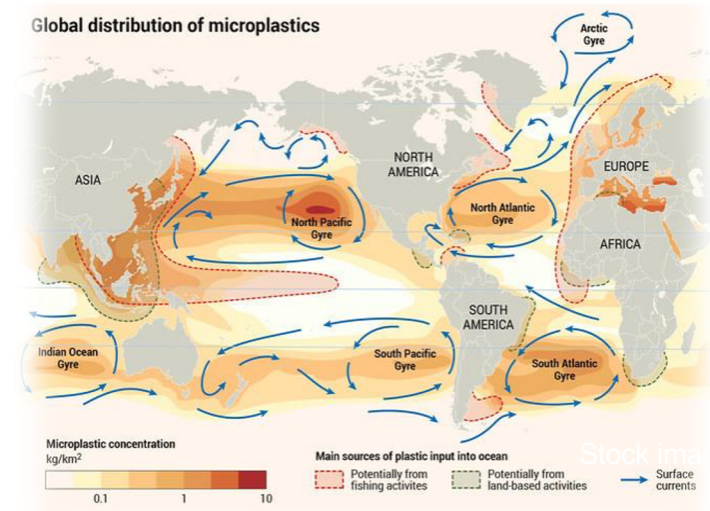 Global distribution of microplastics
Arctic
Gyre
ASIA
NORTH
AMERICA
EUROPE
North Pacific
Gyre
North Atlantic
Gyre
AFRICA
SOUTH
AMERICA
Indian Ocean
Gyre
South Pacific
Gyre
South Atlantic
Gyre
Microplastic concentration
kg/km²
0.1 1 10
Main sources of plastic input into ocean
Potentially from
fishing activites
Potentially from
land-based activities
Surface
currents
Stock